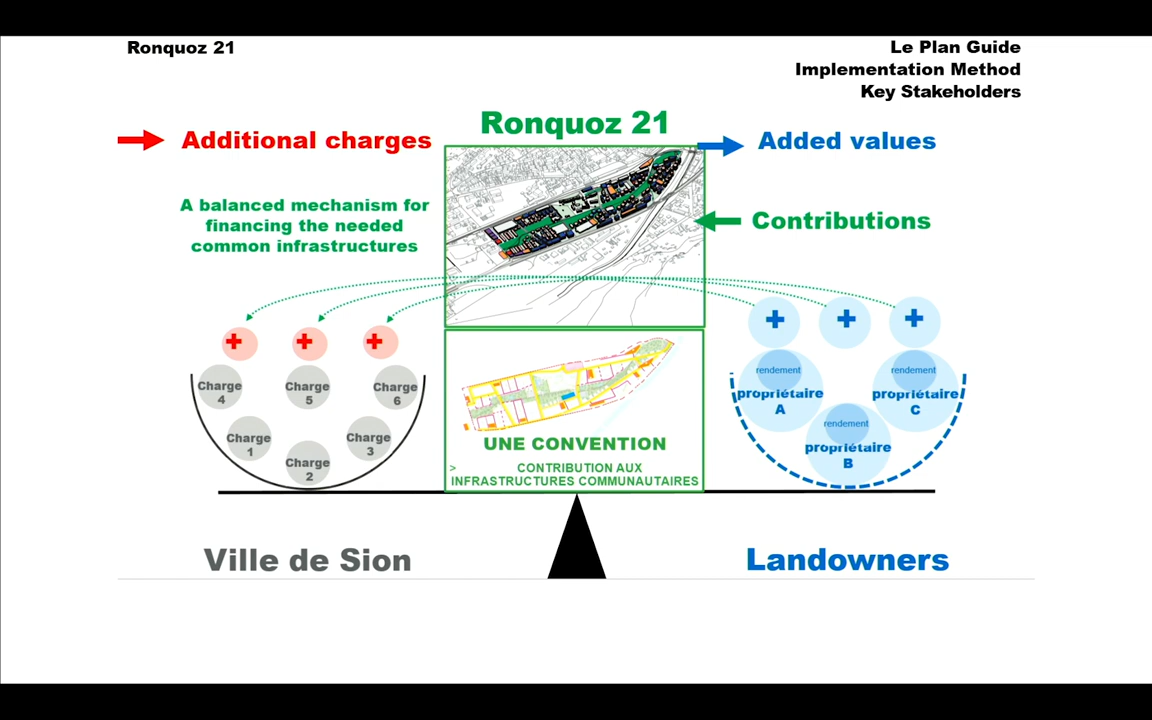 Ronquoz 21
Le Plan Guide
Implementation Method
Key Stakeholders
Ronquoz 21
Additional charges
Added values
A balanced mechanism for
financing the needed
common infrastructures
Contributions
+ + +
+ + +
Charge
4
Charge
5
Charge
6
Charge
1
Charge
2
Charge
3
rendement
propriétaire
A
rendement
propriétaire
B
rendement
propriétaire
C
UNE CONVENTION
> CONTRIBUTION AUX
INFRASTRUCTURES COMMUNAUTAIRES
Ville de Sion
Landowners